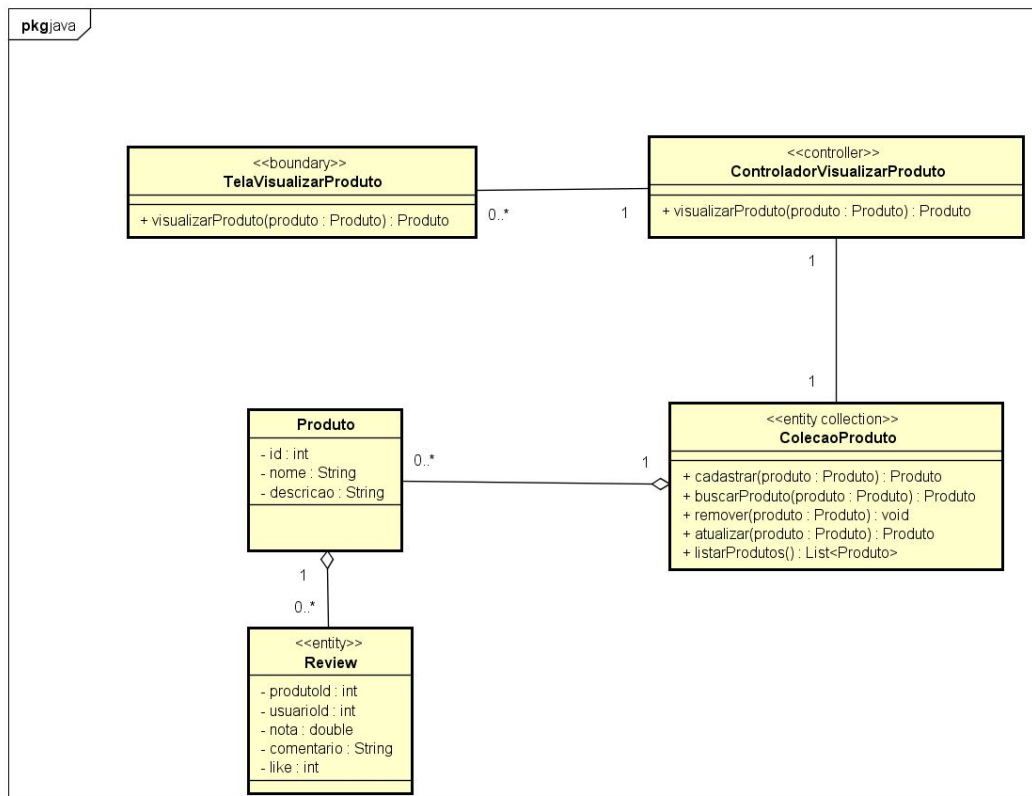 pkg java
<<boundary>>
TelaVisualizarProduto
+ visualizarProduto(produto : Produto) : Produto
0..*
1
<<controller>>
ControladorVisualizarProduto
+ visualizarProduto(produto : Produto) : Produto
1
1
<<entity collection>>
ColecaoProduto
+ cadastrar(produto : Produto) : Produto
+ buscarProduto(produto : Produto) : Produto
+ remover(produto : Produto) : void
+ atualizar(produto : Produto) : Produto
+ listarProdutos() : List<Produto>
0..*
1
Produto
- id : int
- nome : String
- descricao : String
1
0..*
<<entity>>
Review
- produtoId : int
- usuarioId : int
- nota : double
- comentario : String
- like : int